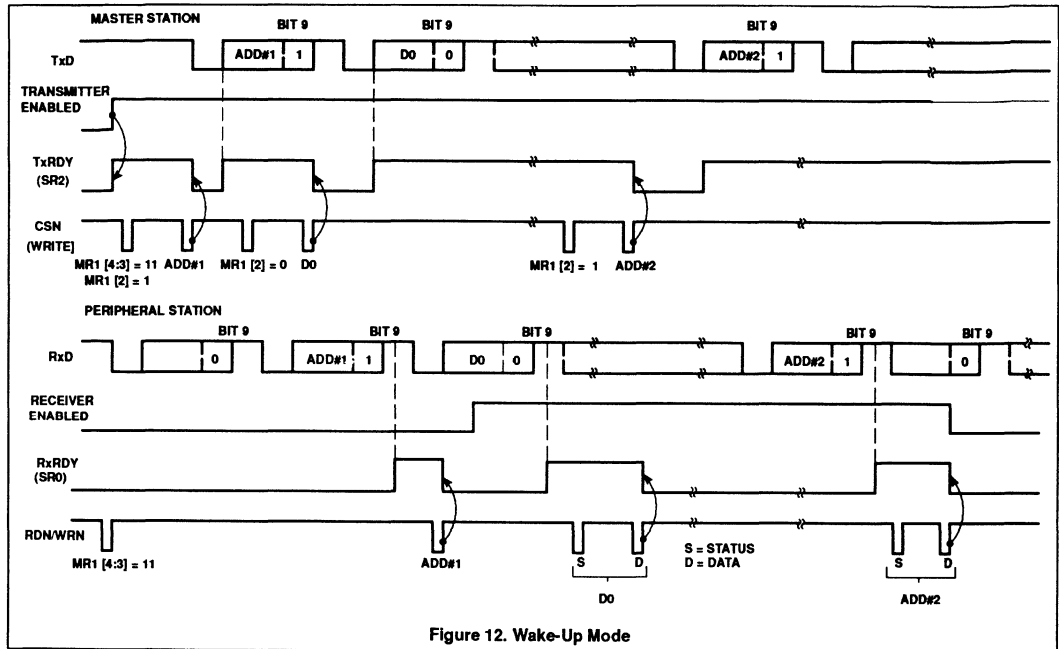 MASTER STATION
BIT 9 BIT 9 BIT 9
TxD ADD#1 1 D0 0 ADD#2 1
TRANSMITTER
ENABLED
TxRDY
(SR2)
CSN
(WRITE]
MR1 [4:3] = 11 ADD#1 MR1 [2] = 0 D0 MR1 [2] = 1 ADD#2
MR1 [2] = 1
PERIPHERAL STATION
BIT 9 BIT 9 BIT 9 BIT 9 BIT 9
RxD 0 ADD#1 1 D0 0 ADD#2 1 0
RECEIVER
ENABLED
RxRDY
(SR0)
RDN/WRN
MR1 [4:3] = 11 ADD#1 S D S = STATUS S D
D = DATA
D0 ADD#2
Figure 12. Wake-Up Mode